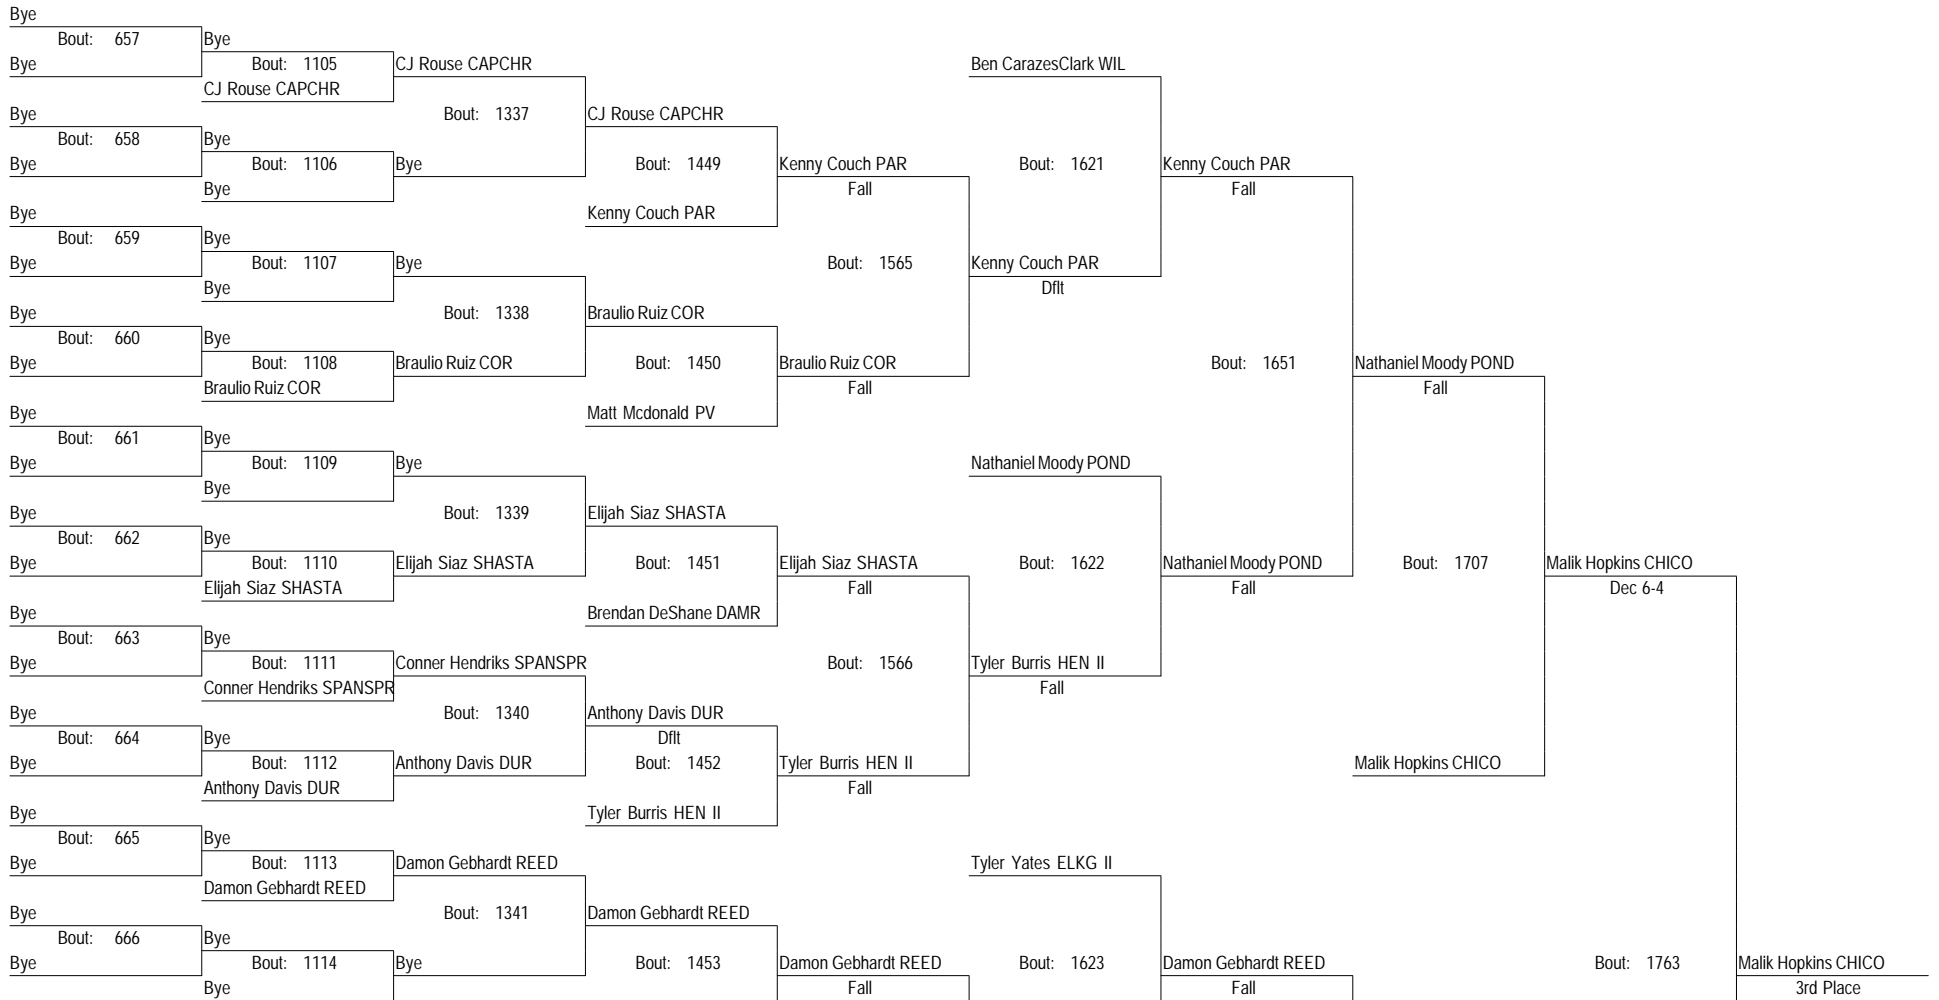 Bye
Bout: 657 Bye
Bye Bout: 1105 CJ Rouse CAPCHR Ben CarazesClark WIL
CJ Rouse CAPCHR
Bye Bout: 1337 CJ Rouse CAPCHR
Bout: 658 Bye
Bye Bout: 1106 Bye Bout: 1449 Kenny Couch PAR Bout: 1621 Kenny Couch PAR
Bye Fall Fall
Bye Kenny Couch PAR
Bout: 659 Bye
Bye Bout: 1107 Bye Bout: 1565 Kenny Couch PAR
Bye Dflt
Bye Bout: 1338 Braulio Ruiz COR
Bout: 660 Bye
Bye Bout: 1108 Braulio Ruiz COR Bout: 1450 Braulio Ruiz COR Bout: 1651 Nathaniel Moody POND
Braulio Ruiz COR Fall Fall
Bye Matt Mcdonald PV
Bout: 661 Bye
Bye Bout: 1109 Bye Nathaniel Moody POND
Bye
Bye Bout: 1339 Elijah Siaz SHASTA
Bout: 662 Bye
Bye Bout: 1110 Elijah Siaz SHASTA Bout: 1451 Elijah Siaz SHASTA Bout: 1622 Nathaniel Moody POND Bout: 1707 Malik Hopkins CHICO
Elijah Siaz SHASTA Fall Fall Dec 6-4
Bye Brendan DeShane DAMR
Bout: 663 Bye
Bye Bout: 1111 Conner Hendriks SPANSPR Bout: 1566 Tyler Burris HEN II
Conner Hendriks SPANSPR Fall
Bye Bout: 1340 Anthony Davis DUR
Bout: 664 Bye Dflt
Bye Bout: 1112 Anthony Davis DUR Bout: 1452 Tyler Burris HEN II Malik Hopkins CHICO
Anthony Davis DUR Fall
Bye Tyler Burris HEN II
Bout: 665 Bye
Bye Bout: 1113 Damon Gebhardt REED Tyler Yates ELKG II
Damon Gebhardt REED
Bye Bout: 1341 Damon Gebhardt REED
Bout: 666 Bye
Bye Bout: 1114 Bye Bout: 1453 Damon Gebhardt REED Bout: 1623 Damon Gebhardt REED Bout: 1763 Malik Hopkins CHICO
Bye Fall Fall 3rd Place